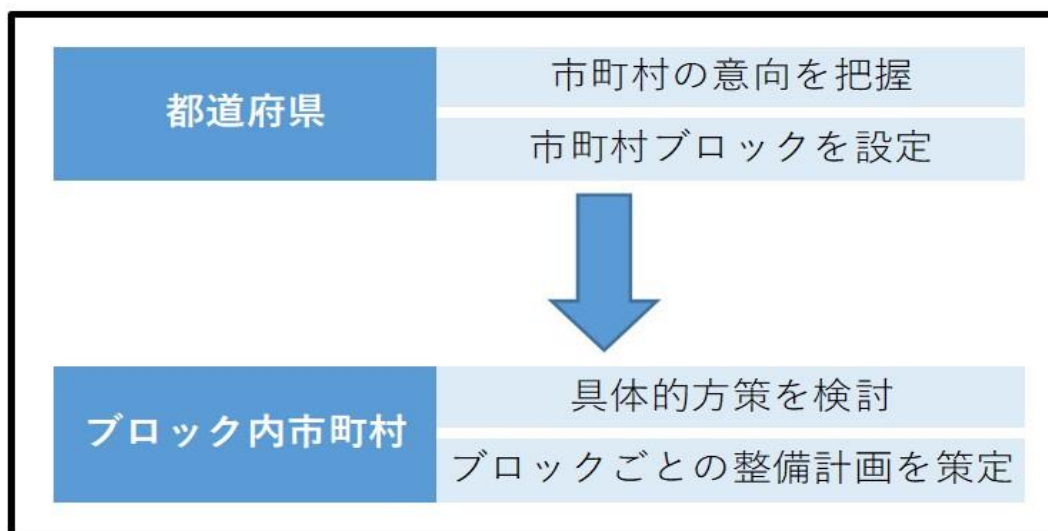 都道府県
市町村の意向を把握
市町村ブロックを設定
ブロック内市町村
具体的方策を検討
ブロックごとの整備計画を策定